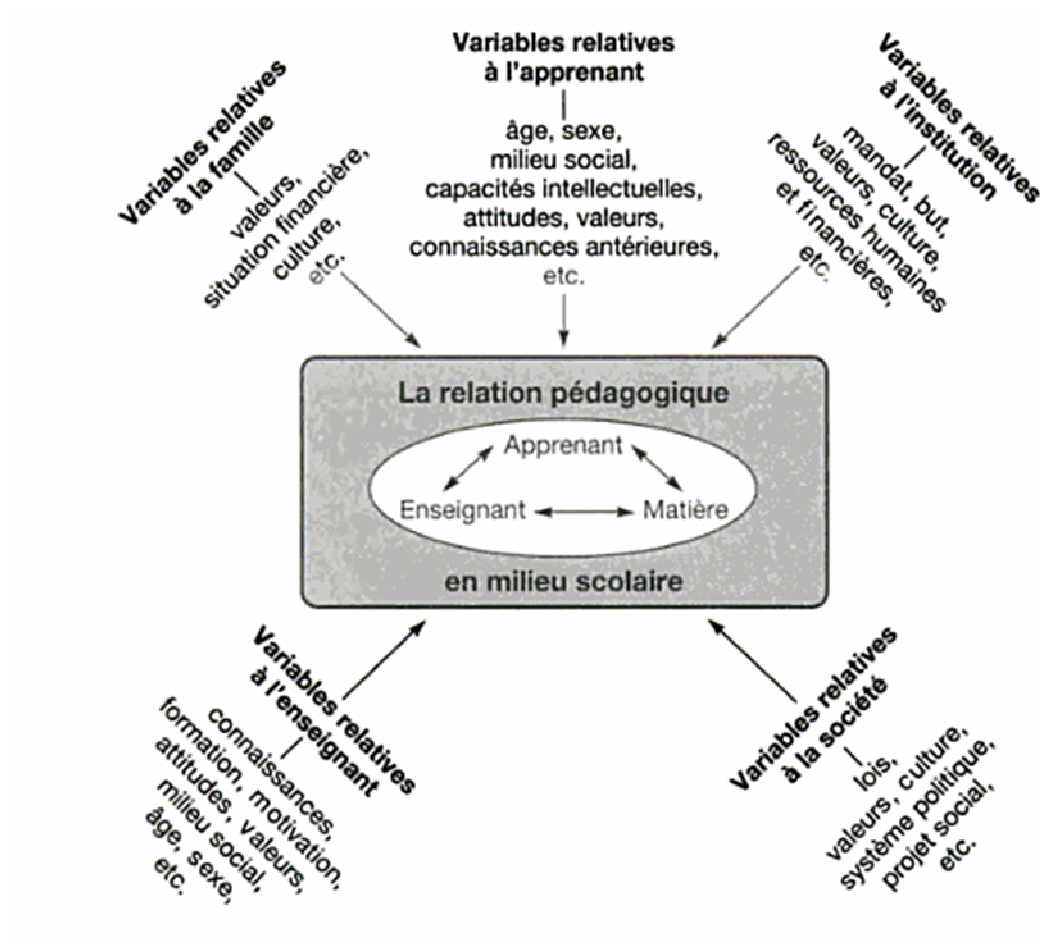 Variables relatives
à la famille
valeurs,
situation financière,
culture,
etc.
Variables relatives
à l'apprenant
âge, sexe,
milieu social,
capacités intellectuelles,
attitudes, valeurs,
connaissances antérieures,
etc.
Variables relatives
à l'institution
mandat, but,
valeurs, culture,
ressources humaines
et financières,
etc.
La relation pédagogique
Apprenant
Enseignant
Matière
en milieu scolaire
Variables relatives
à l'enseignant
connaissances,
formation, motivation,
attitudes, valeurs,
milieu social,
âge, sexe,
etc.
Variables relatives
à la société
lois,
valeurs, culture,
système politique,
projet social,
etc.